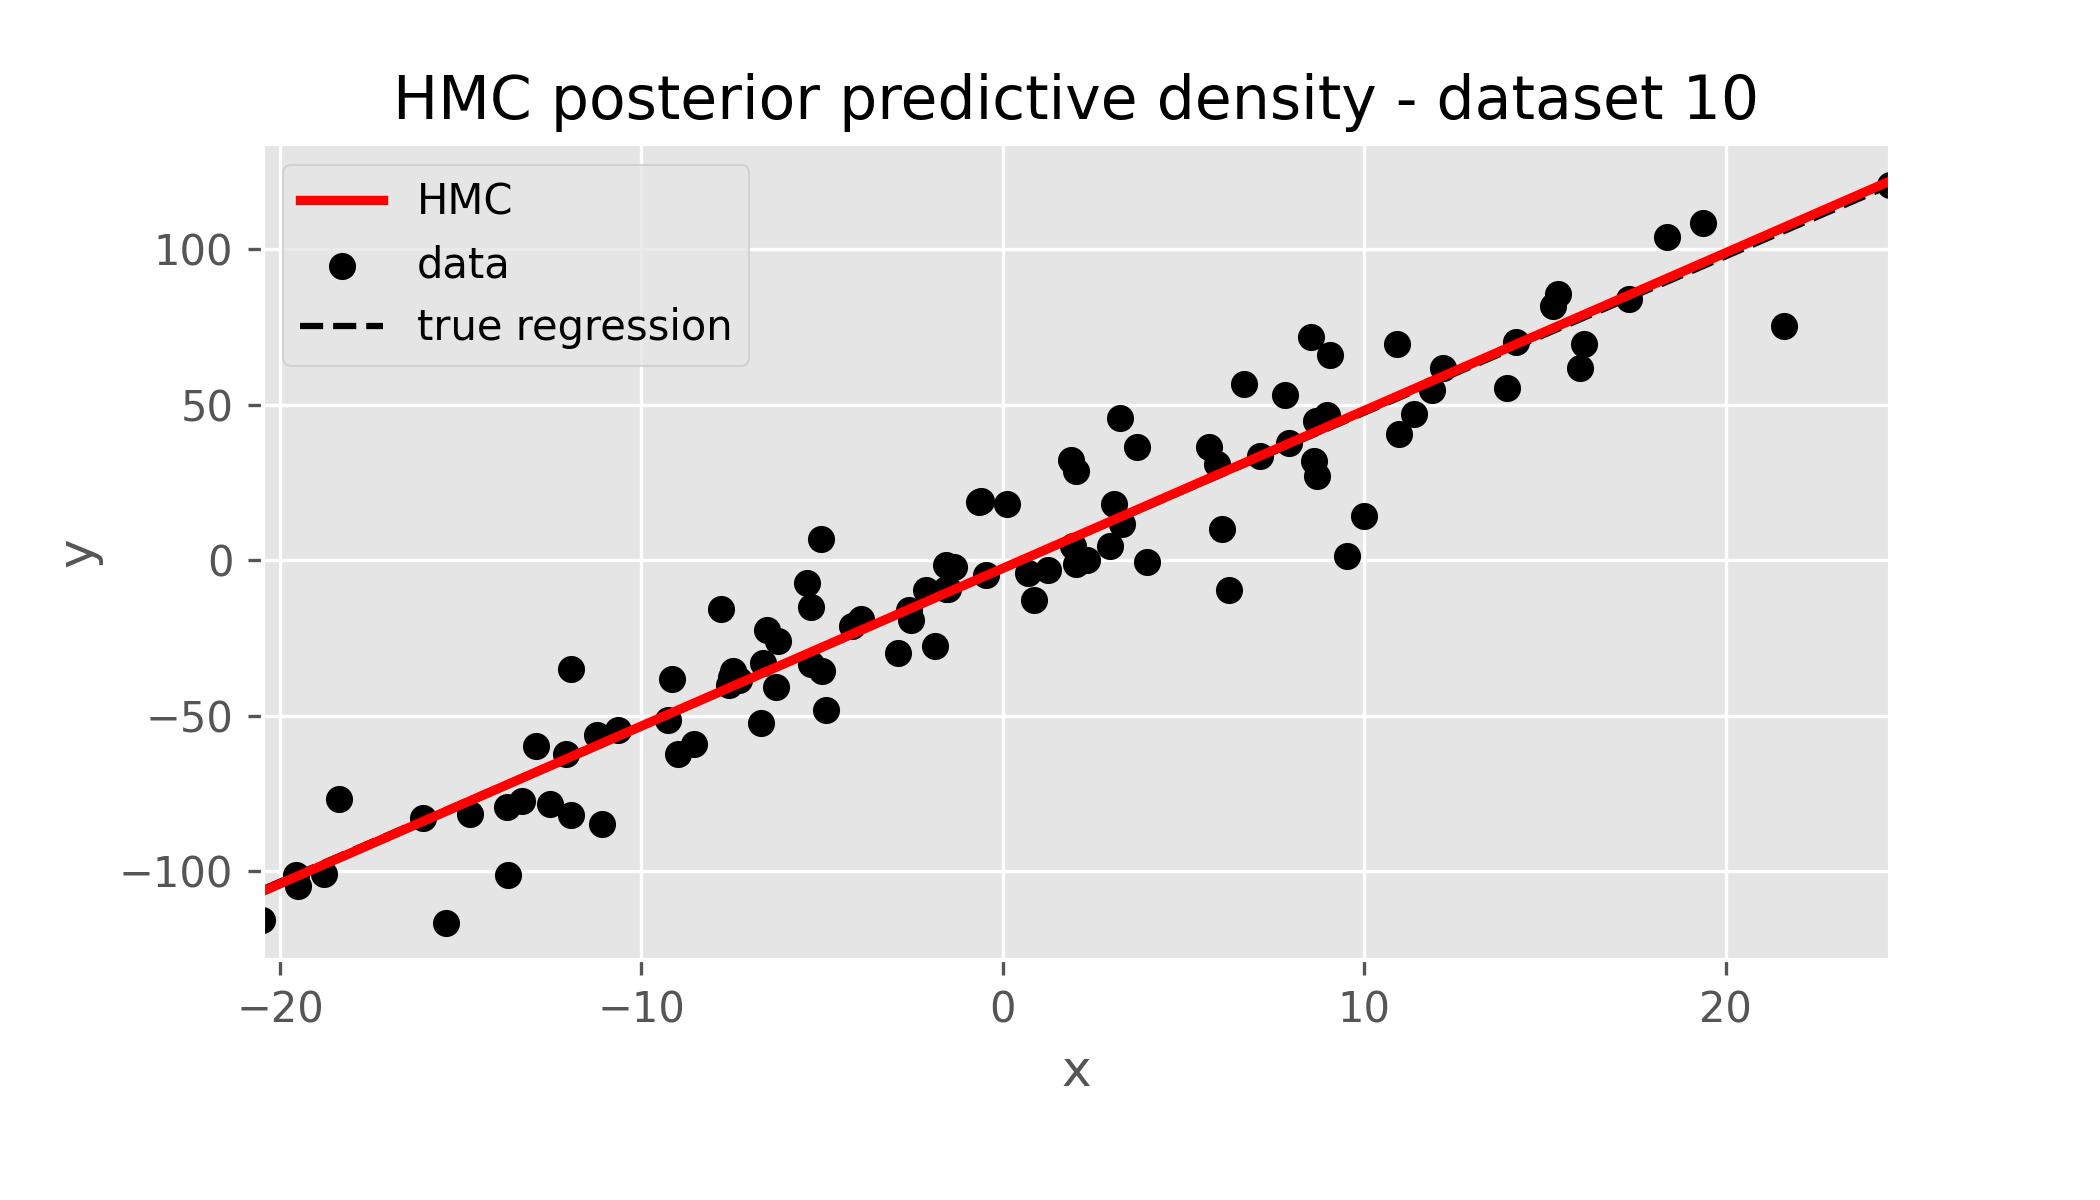 HMC posterior predictive density - dataset 10
HMC
data
true regression
100
50
0
−50
−100
y
−20
−10
0
10
20
x